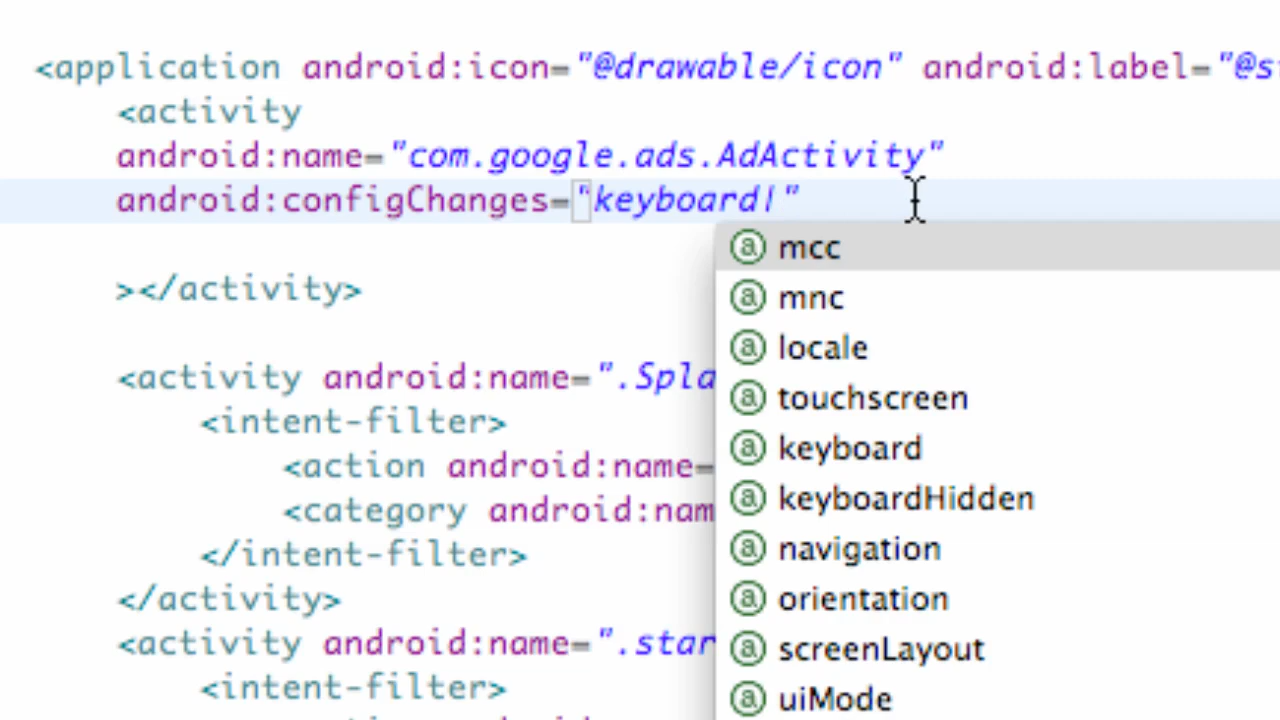 <application android:icon="@drawable/icon" android:label="@s
<activity
android:name="com.google.ads.AdActivity"
android:configChanges="keyboard|"
mcc
></activity>
mnc
locale
<activity android:name=".Spla
touchscreen
<intent-filter>
keyboard
<action android:name=
keyboardHidden
<category android:nam
navigation
</intent-filter>
</activity>
orientation
<activity android:name=".star
screenLayout
<intent-filter>
uiMode